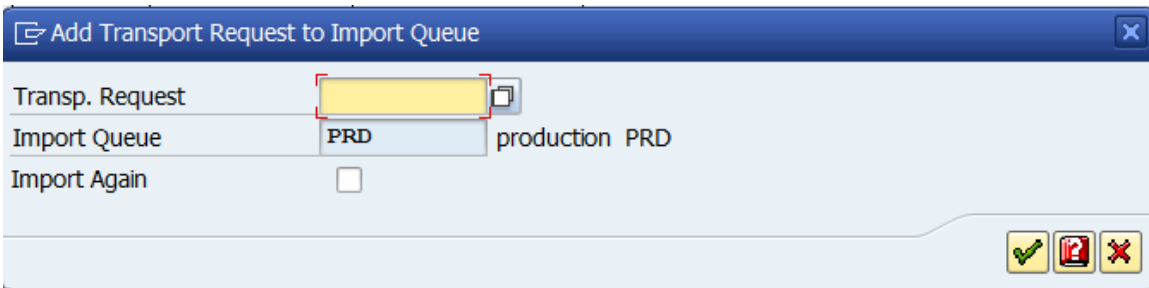 Add Transport Request to Import Queue
Transp. Request
Import Queue PRD production PRD
Import Again